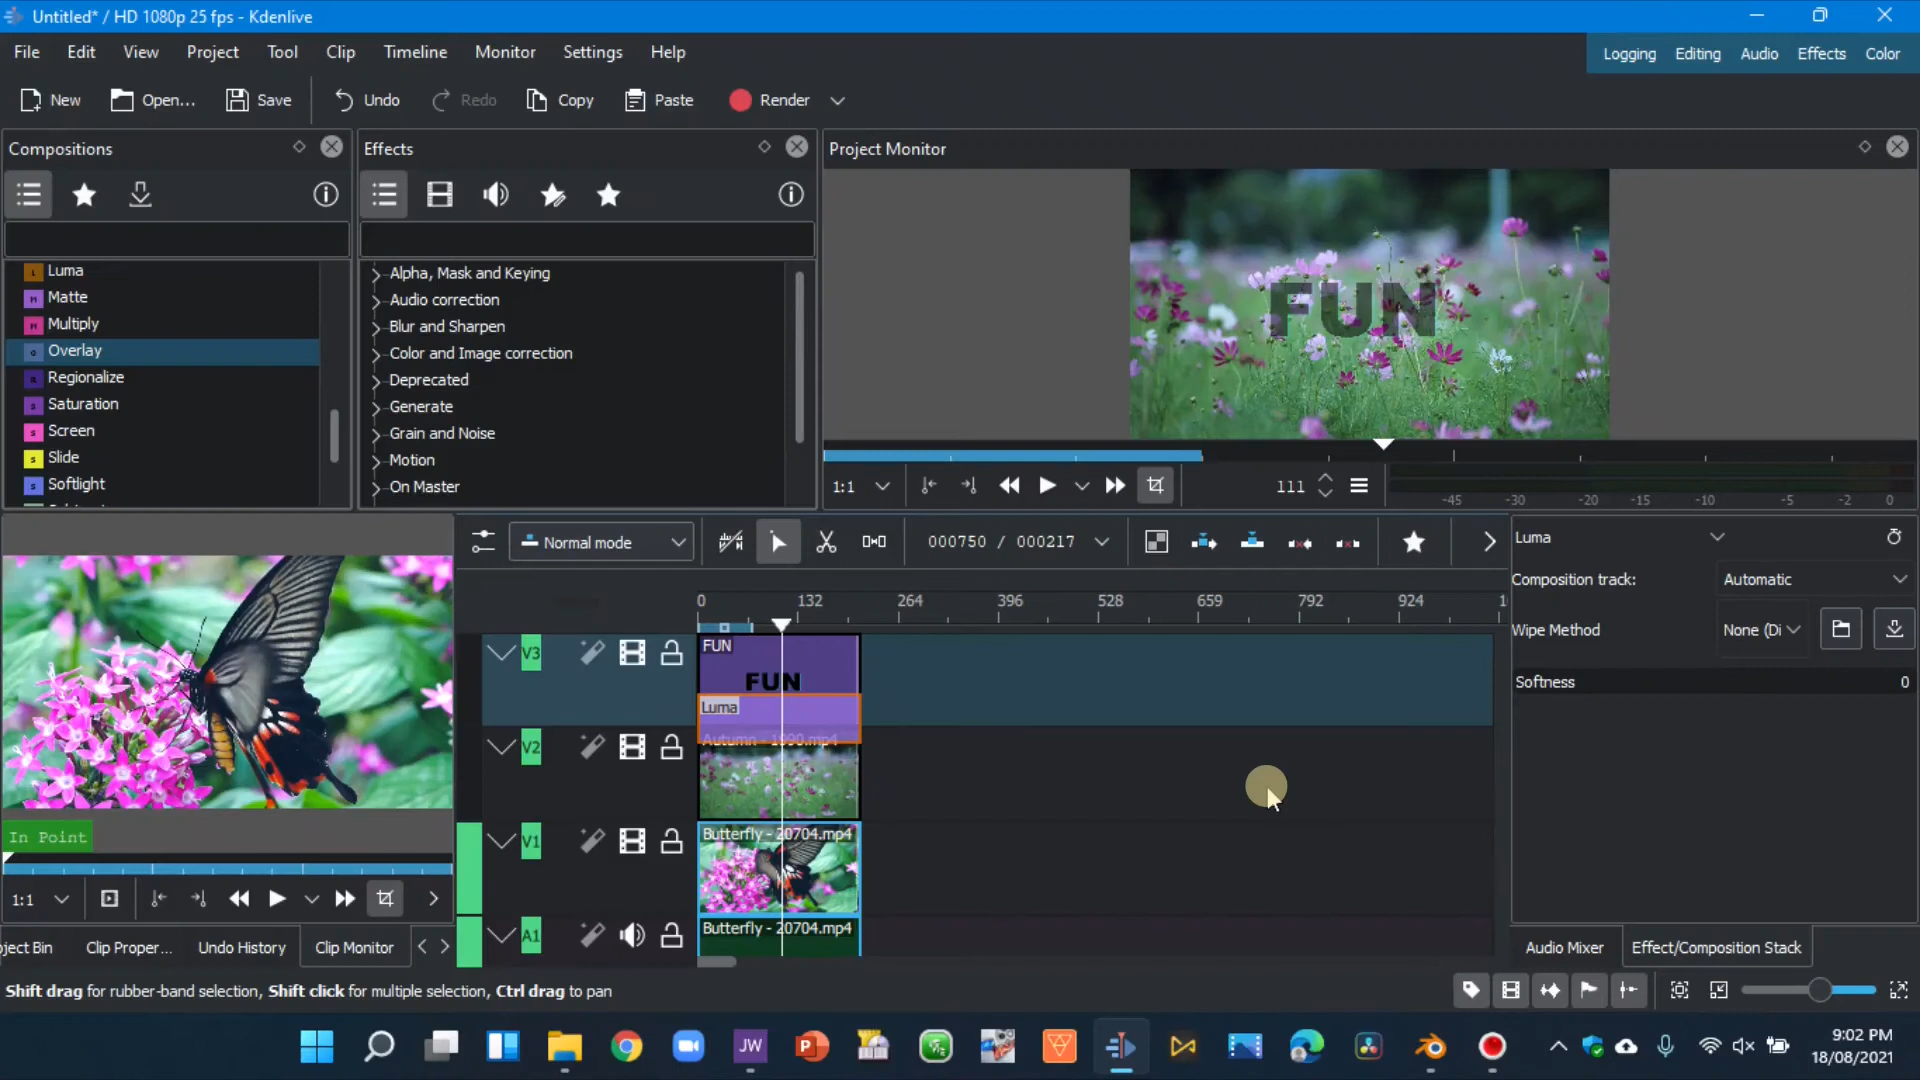 Untitled* / HD 1080p 25 fps - Kdenlive
File Edit View Project Tool Clip Timeline Monitor Settings Help
Logging Editing Audio Effects Color
New Open... Save Undo Redo Copy Paste Render
Compositions
Effects
Project Monitor
Luma
Matte
Multiply
Overlay
Regionalize
Saturation
Screen
Slide
Softlight
Alpha, Mask and Keying
Audio correction
Blur and Sharpen
Color and Image correction
Deprecated
Generate
Grain and Noise
Motion
On Master
FUN
1:1
111
-45 -30 -20 -15 -10 -5 -2 0
Normal mode
000750 / 000217
0 132 264 396 528 659 792 924
V3
FUN
FUN
Luma
V2
Autumn - 1990.mp4
V1
Butterfly - 20704.mp4
A1
Butterfly - 20704.mp4
Luma
Composition track: Automatic
Wipe Method None (Di
Softness 0
In Point
1:1
ject Bin Clip Proper... Undo History Clip Monitor
Audio Mixer Effect/Composition Stack
Shift drag for rubber-band selection, Shift click for multiple selection, Ctrl drag to pan
JW
9:02 PM
18/08/2021